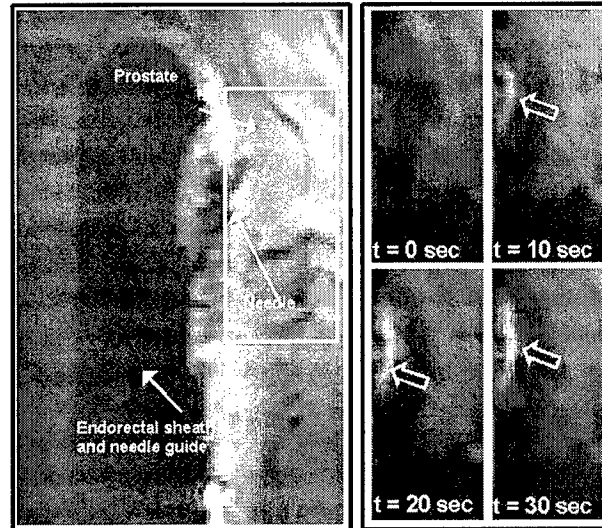 Prostate
Needle
Endorectal sheath
and needle guide
t = 0 sec
t = 10 sec
t = 20 sec
t = 30 sec